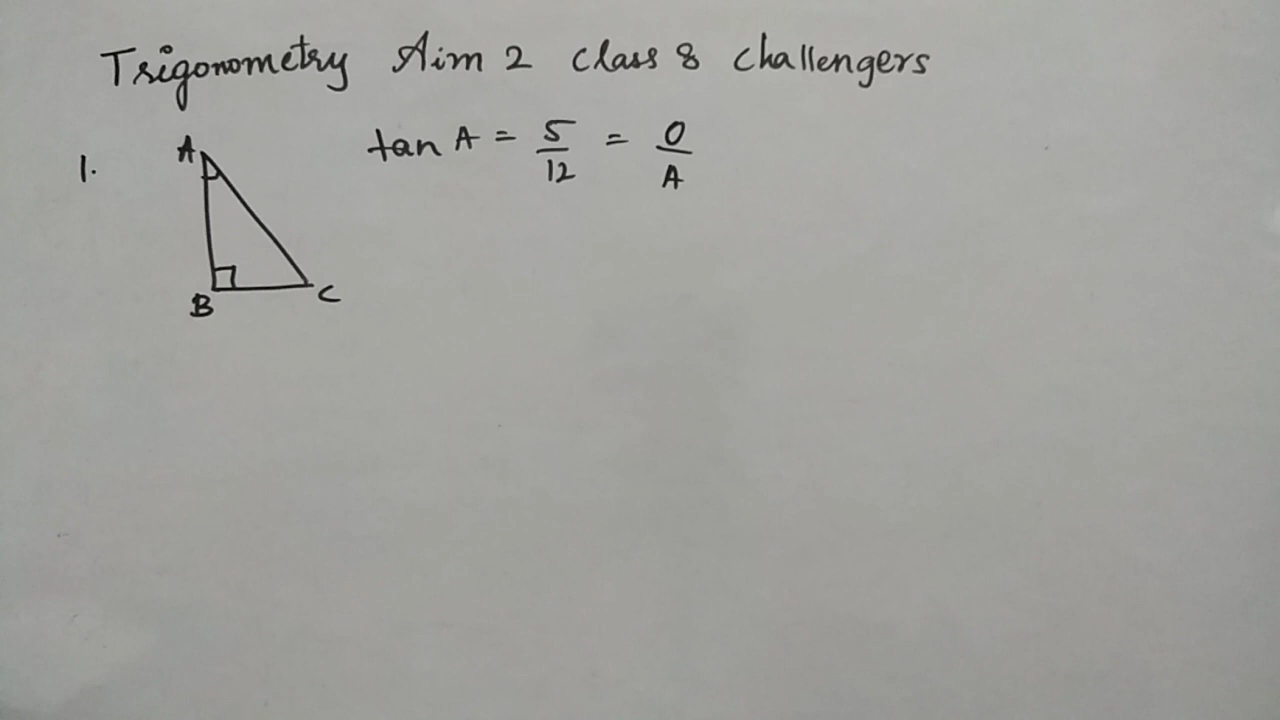 Trigonometry Aim 2 class 8 challengers
1. A tan A = 5/12 = O/A
B C